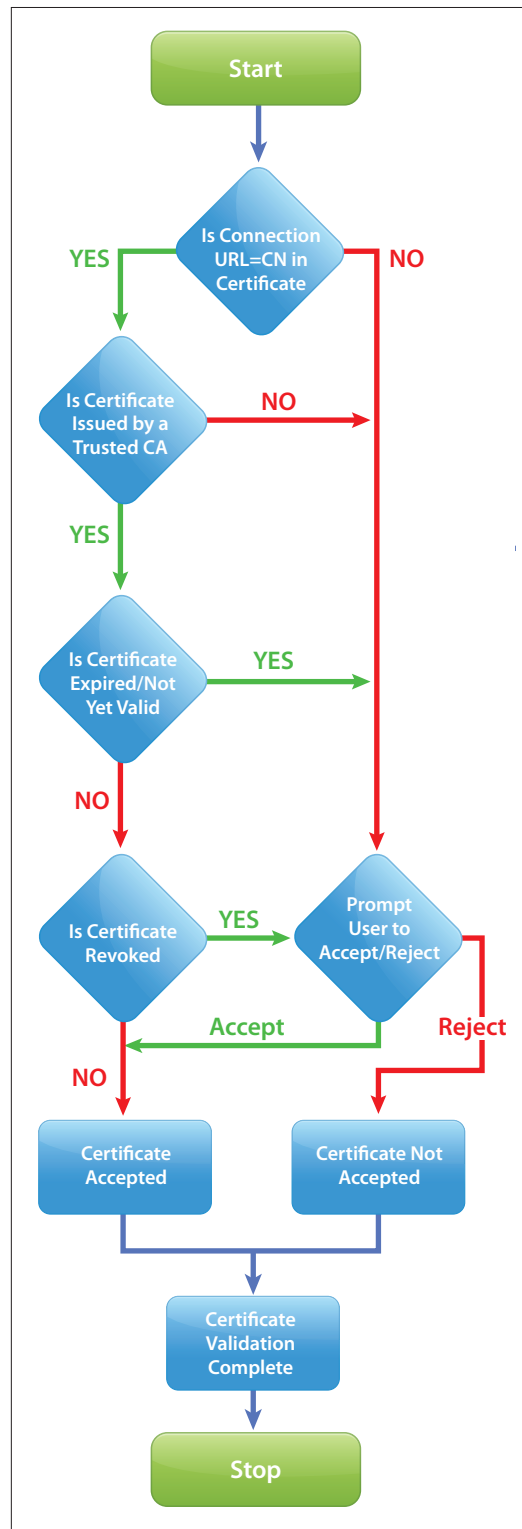 Start
Is Connection
URL=CN in
Certificate
YES
NO
Is Certificate
Issued by a
Trusted CA
NO
YES
Is Certificate
Expired/Not
Yet Valid
YES
NO
Is Certificate
Revoked
YES
Prompt
User to
Accept/Reject
Accept
Reject
NO
Certificate
Accepted
Certificate Not
Accepted
Certificate
Validation
Complete
Stop